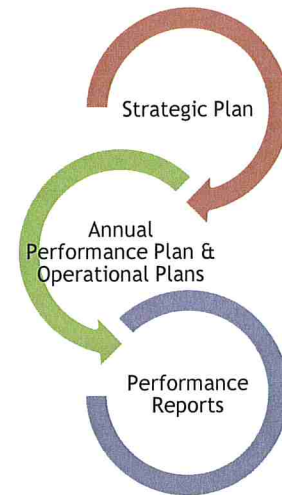 Strategic Plan
Annual
Performance Plan &
Operational Plans
Performance
Reports